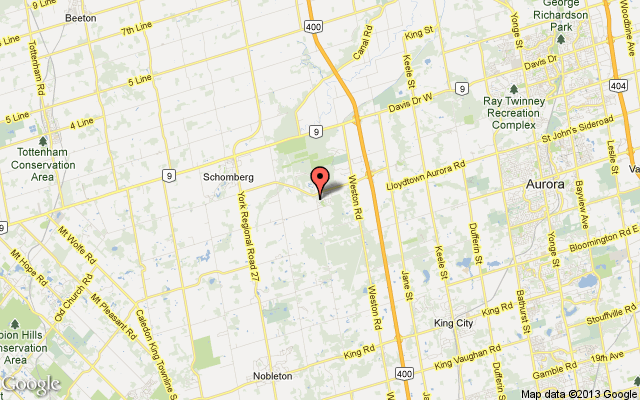 Beeton
9 Line
7th Line
400
Canal Rd
King St
Keele St
Yonge St
George
Richardson
Park
Woodbine Ave
Tottenham Rd
5 Line
5 Line
4 Line
Davis Dr
9
404
Davis Dr W
Ray Twinney
Recreation
Complex
9
St John's Sideroad
Leslie St
Tottenham
Conservation
Area
9
Schomberg
Lloydtown Aurora Rd
Weston Rd
Aurora
Va
Bayview Ave
9
York Regional Road 27
Mt Wolfe Rd
Mt Hope Rd
Old Church Rd
Mt Pleasant Rd
Keele St
Dufferin St
Yonge St
Bloomington Rd E
Jane St
Bathurst St
Weston Rd
Caledon King Townline S
King Rd
King City
Stouffville Rd
bion Hills
Conservation
Area
King Rd
King Vaughan Rd
19th Ave
Nobleton
400
Dufferin St
Gamble Rd
Google
Map data ©2013 Google